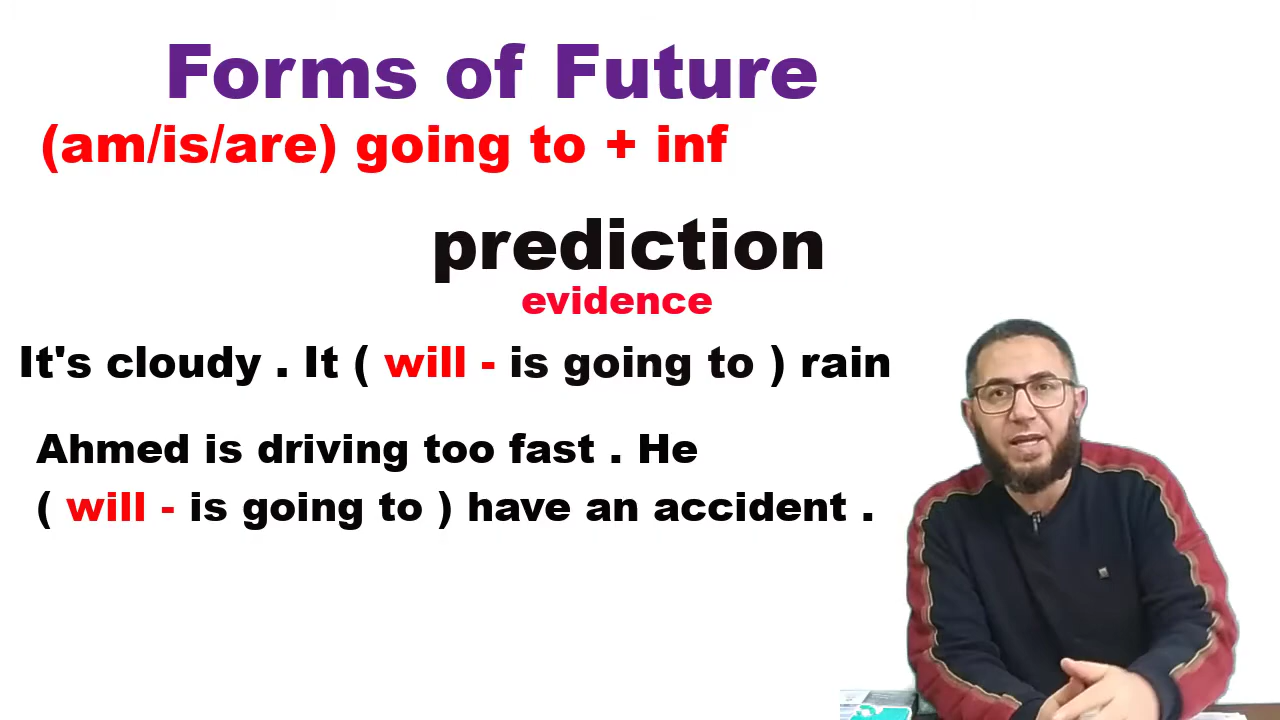 Forms of Future
(am/is/are) going to + inf
prediction
evidence
It's cloudy . It ( will - is going to ) rain
Ahmed is driving too fast . He
( will - is going to ) have an accident .